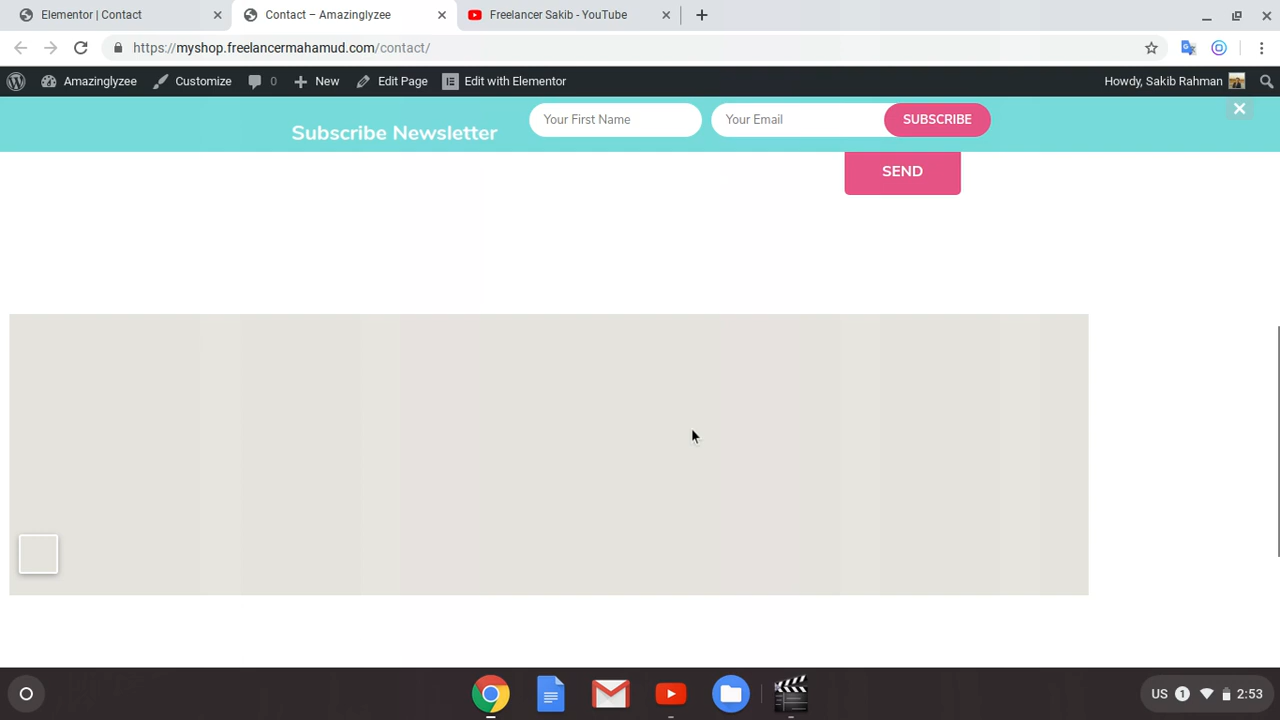 Elementor | Contact
Contact – Amazinglyzee
Freelancer Sakib - YouTube
https://myshop.freelancermahamud.com/contact/
Amazinglyzee
Customize
0
New
Edit Page
Edit with Elementor
Howdy, Sakib Rahman
Subscribe Newsletter
Your First Name
Your Email
SUBSCRIBE
SEND
US
1
2:53